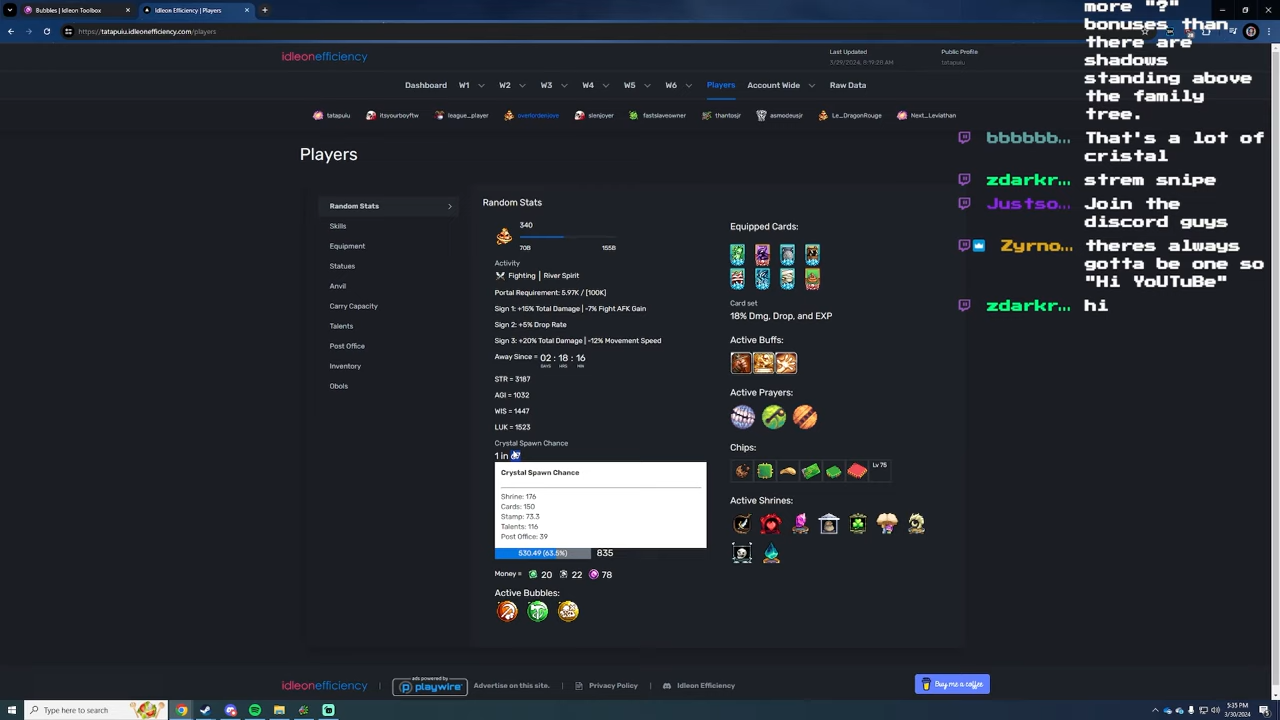 Bubbles | Idleon Toolbox
Idleon Efficiency | Players
https://tatapuiu.idleonefficiency.com/players
idleonefficiency
Last Updated
3/29/2024, 8:19:28 AM
Public Profile
tatapuiu
Dashboard
W1
W2
W3
W4
W5
W6
Players
Account Wide
Raw Data
tatapuiu
itsyourboyftw
league_player
overlcrdenjove
slenjoyer
fastslaveowner
thantosjr
asmodeusjr
Le_DragonRouge
Next_Leviathan
Players
Random Stats
Skills
Equipment
Statues
Anvil
Carry Capacity
Talents
Post Office
Inventory
Obols
Random Stats
340
70B
155B
Activity
Fighting | River Spirit
Portal Requirement: 5.97K / [100K]
Sign 1: +15% Total Damage | -7% Fight AFK Gain
Sign 2: +5% Drop Rate
Sign 3: +20% Total Damage | -12% Movement Speed
Away Since = 02 : 18 : 16
DAYS HRS MIN
STR = 3187
AGI = 1032
WIS = 1447
LUK = 1523
Crystal Spawn Chance
1 in
Crystal Spawn Chance
Shrine: 176
Cards: 150
Stamp: 73.3
Talents: 116
Post Office: 39
530.49 (63.5%)
835
Money = 20 22 78
Active Bubbles:
Equipped Cards:
Card set
18% Dmg, Drop, and EXP
Active Buffs:
Active Prayers:
Chips:
Lv 75
Active Shrines:
more "?"
bonuses than
there are
shadows
standing above
the family
tree.
bbbbbb... That's a lot of
cristal
zdarkr... strem snipe
Justso... Join the
discord guys
Zyrno... theres always
gotta be one so
"Hi YoUTuBe"
zdarkr... hi
idleonefficiency
ads powered by
playwire
Advertise on this site.
Privacy Policy
Idleon Efficiency
Buy me a coffee
Type here to search
5:35 PM
3/30/2024